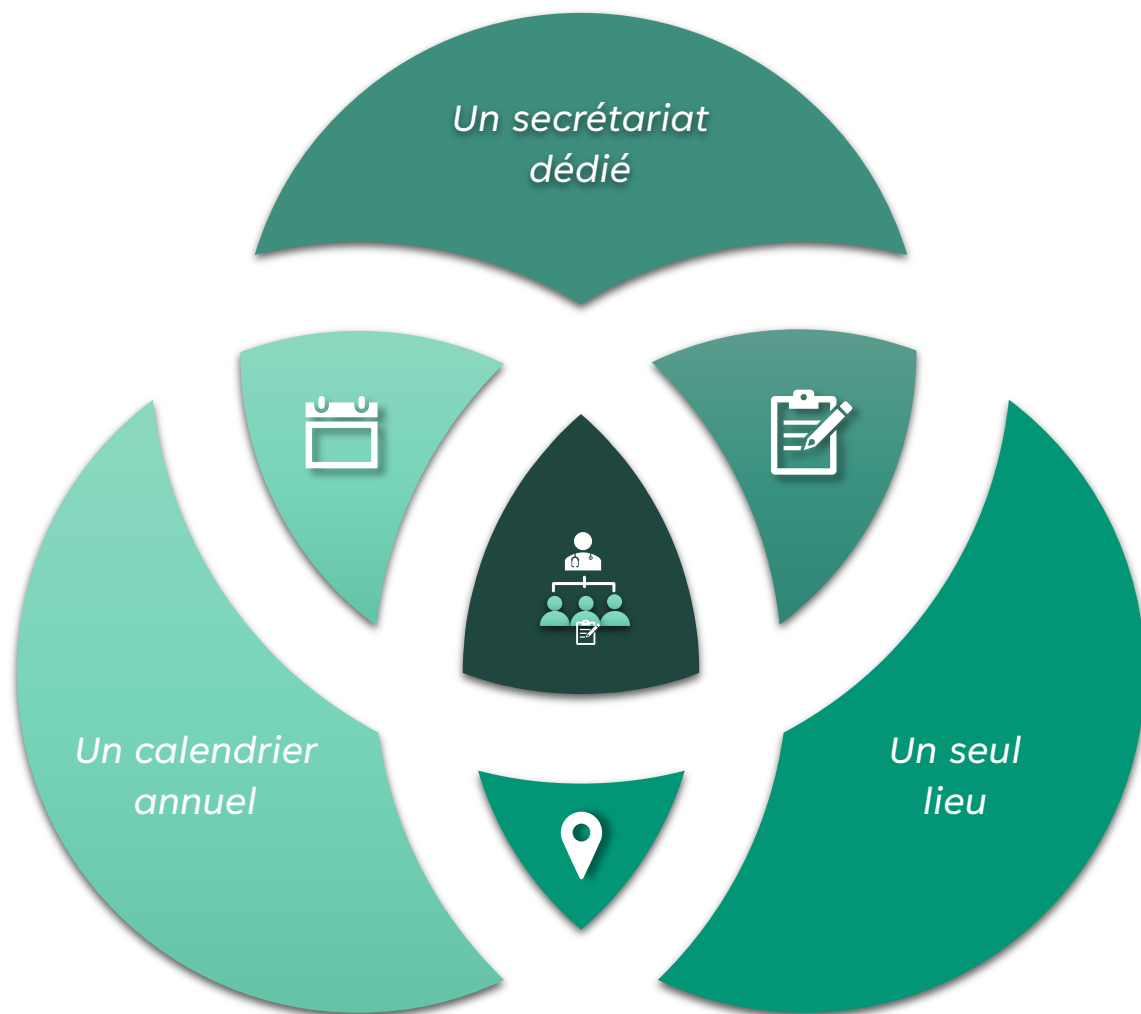 Un secrétariat
dédié
Un calendrier
annuel
Un seul
lieu